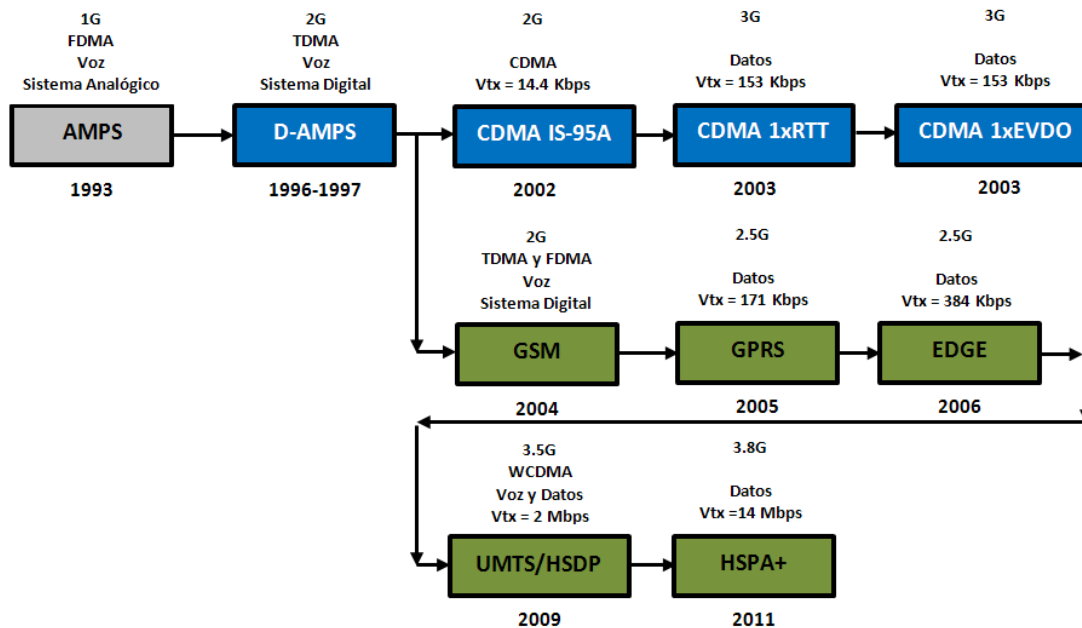 1G
FDMA
Voz
Sistema Analógico
AMPS
1993
2G
TDMA
Voz
Sistema Digital
D-AMPS
1996-1997
2G
CDMA
Vtx = 14.4 Kbps
CDMA IS-95A
2002
3G
Datos
Vtx = 153 Kbps
CDMA 1xRTT
2003
3G
Datos
Vtx = 153 Kbps
CDMA 1xEVDO
2003
2G
TDMA y FDMA
Voz
Sistema Digital
GSM
2004
2.5G
Datos
Vtx = 171 Kbps
GPRS
2005
2.5G
Datos
Vtx = 384 Kbps
EDGE
2006
3.5G
WCDMA
Voz y Datos
Vtx = 2 Mbps
UMTS/HSDP
2009
3.8G
Datos
Vtx =14 Mbps
HSPA+
2011